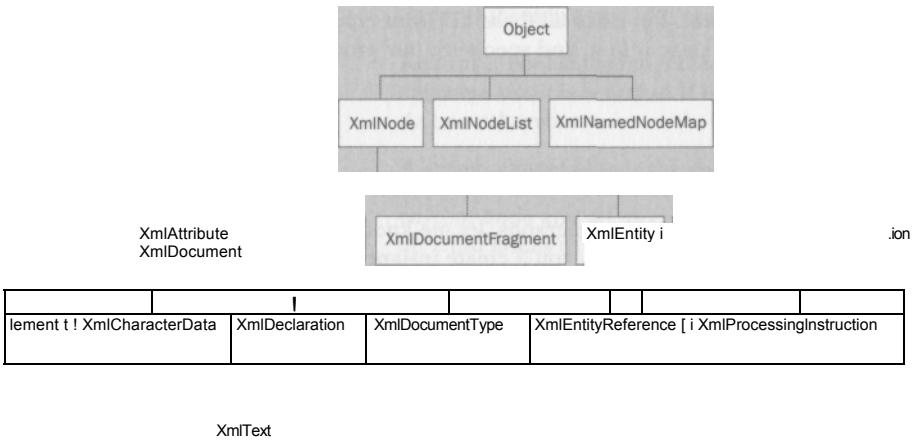 Object
XmlNode XmlNodeList XmlNamedNodeMap
XmlAttribute XmlDocumentFragment XmlEntity i .ion
XmlDocument
lement t ! XmlCharacterData XmlDeclaration XmlDocumentType XmlEntityReference [ i XmlProcessingInstruction
!
XmlText